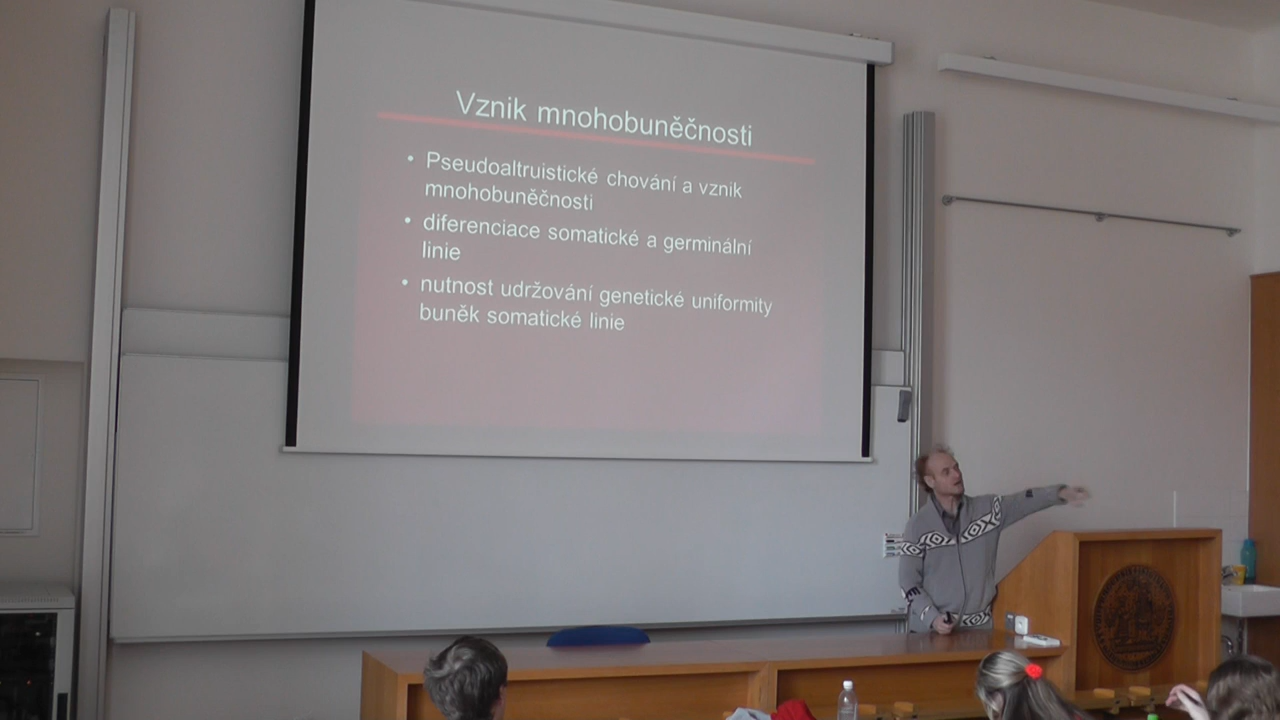 Vznik mnohobuněčnosti
• Pseudoaltruistické chování a vznik
mnohobuněčnosti
• diferenciace somatické a germinální
linie
• nutnost udržování genetické uniformity
buněk somatické linie